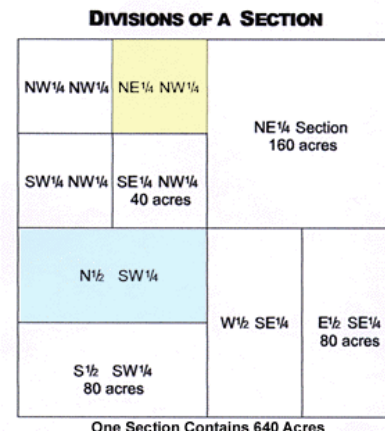 DIVISIONS OF A SECTION
NW¼ NW¼
NE¼ NW¼
NE¼ Section
160 acres
SW¼ NW¼
SE¼ NW¼
40 acres
N½ SW¼
W½ SE¼
E½ SE¼
80 acres
S½ SW¼
80 acres
One Section Contains 640 Acres